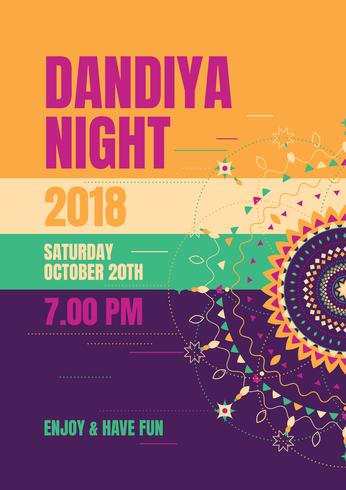 DANDIYA
NIGHT
2018
SATURDAY
OCTOBER 20TH
7.00 PM
ENJOY & HAVE FUN